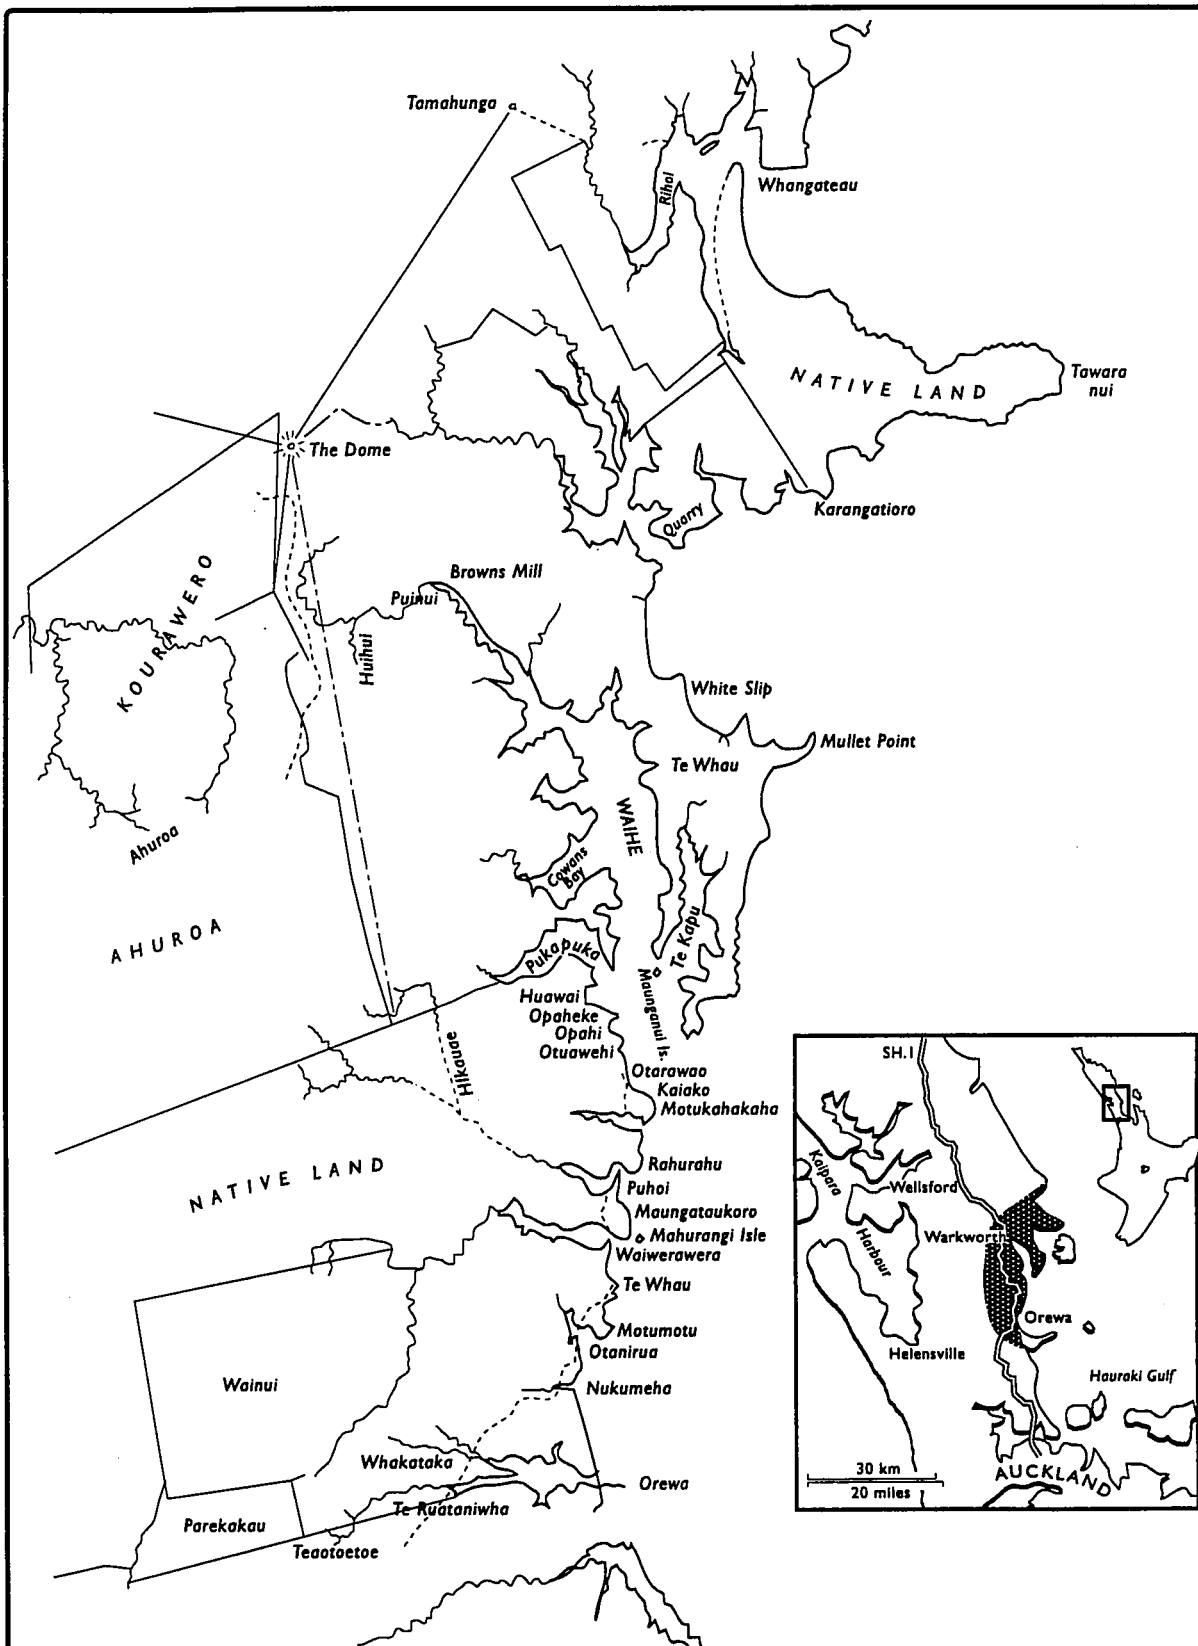 Tamahunga
Rihoi
Whangateau
NATIVE LAND
Tawara
nui
The Dome
Karangatioro
Quarry
Browns Mill
Puinui
KOURAWERO
Huihui
White Slip
Mullet Point
Te Whau
WAIHE
Ahuroa
Cowans
Bay
AHUROA
Pukapuka
Te Kapu
Maunganui Is.
Huawai
Opaheke
Opahi
Otuawehi
Hikauae
Otarawao
Kaiako
Motukahakaha
NATIVE LAND
Rahurahu
Puhoi
Maungataukoro
Mahurangi Isle
Waiwerawera
Te Whau
Motumotu
Otanirua
Wainui
Nukumeha
Whakataka
Orewa
Te Ruataniwha
Parekakau
Teaotoetoe
SH.1
Kaipara
Harbour
Wellsford
Warkworth
Orewa
Helensville
Hauraki Gulf
30 km
20 miles
AUCKLAND